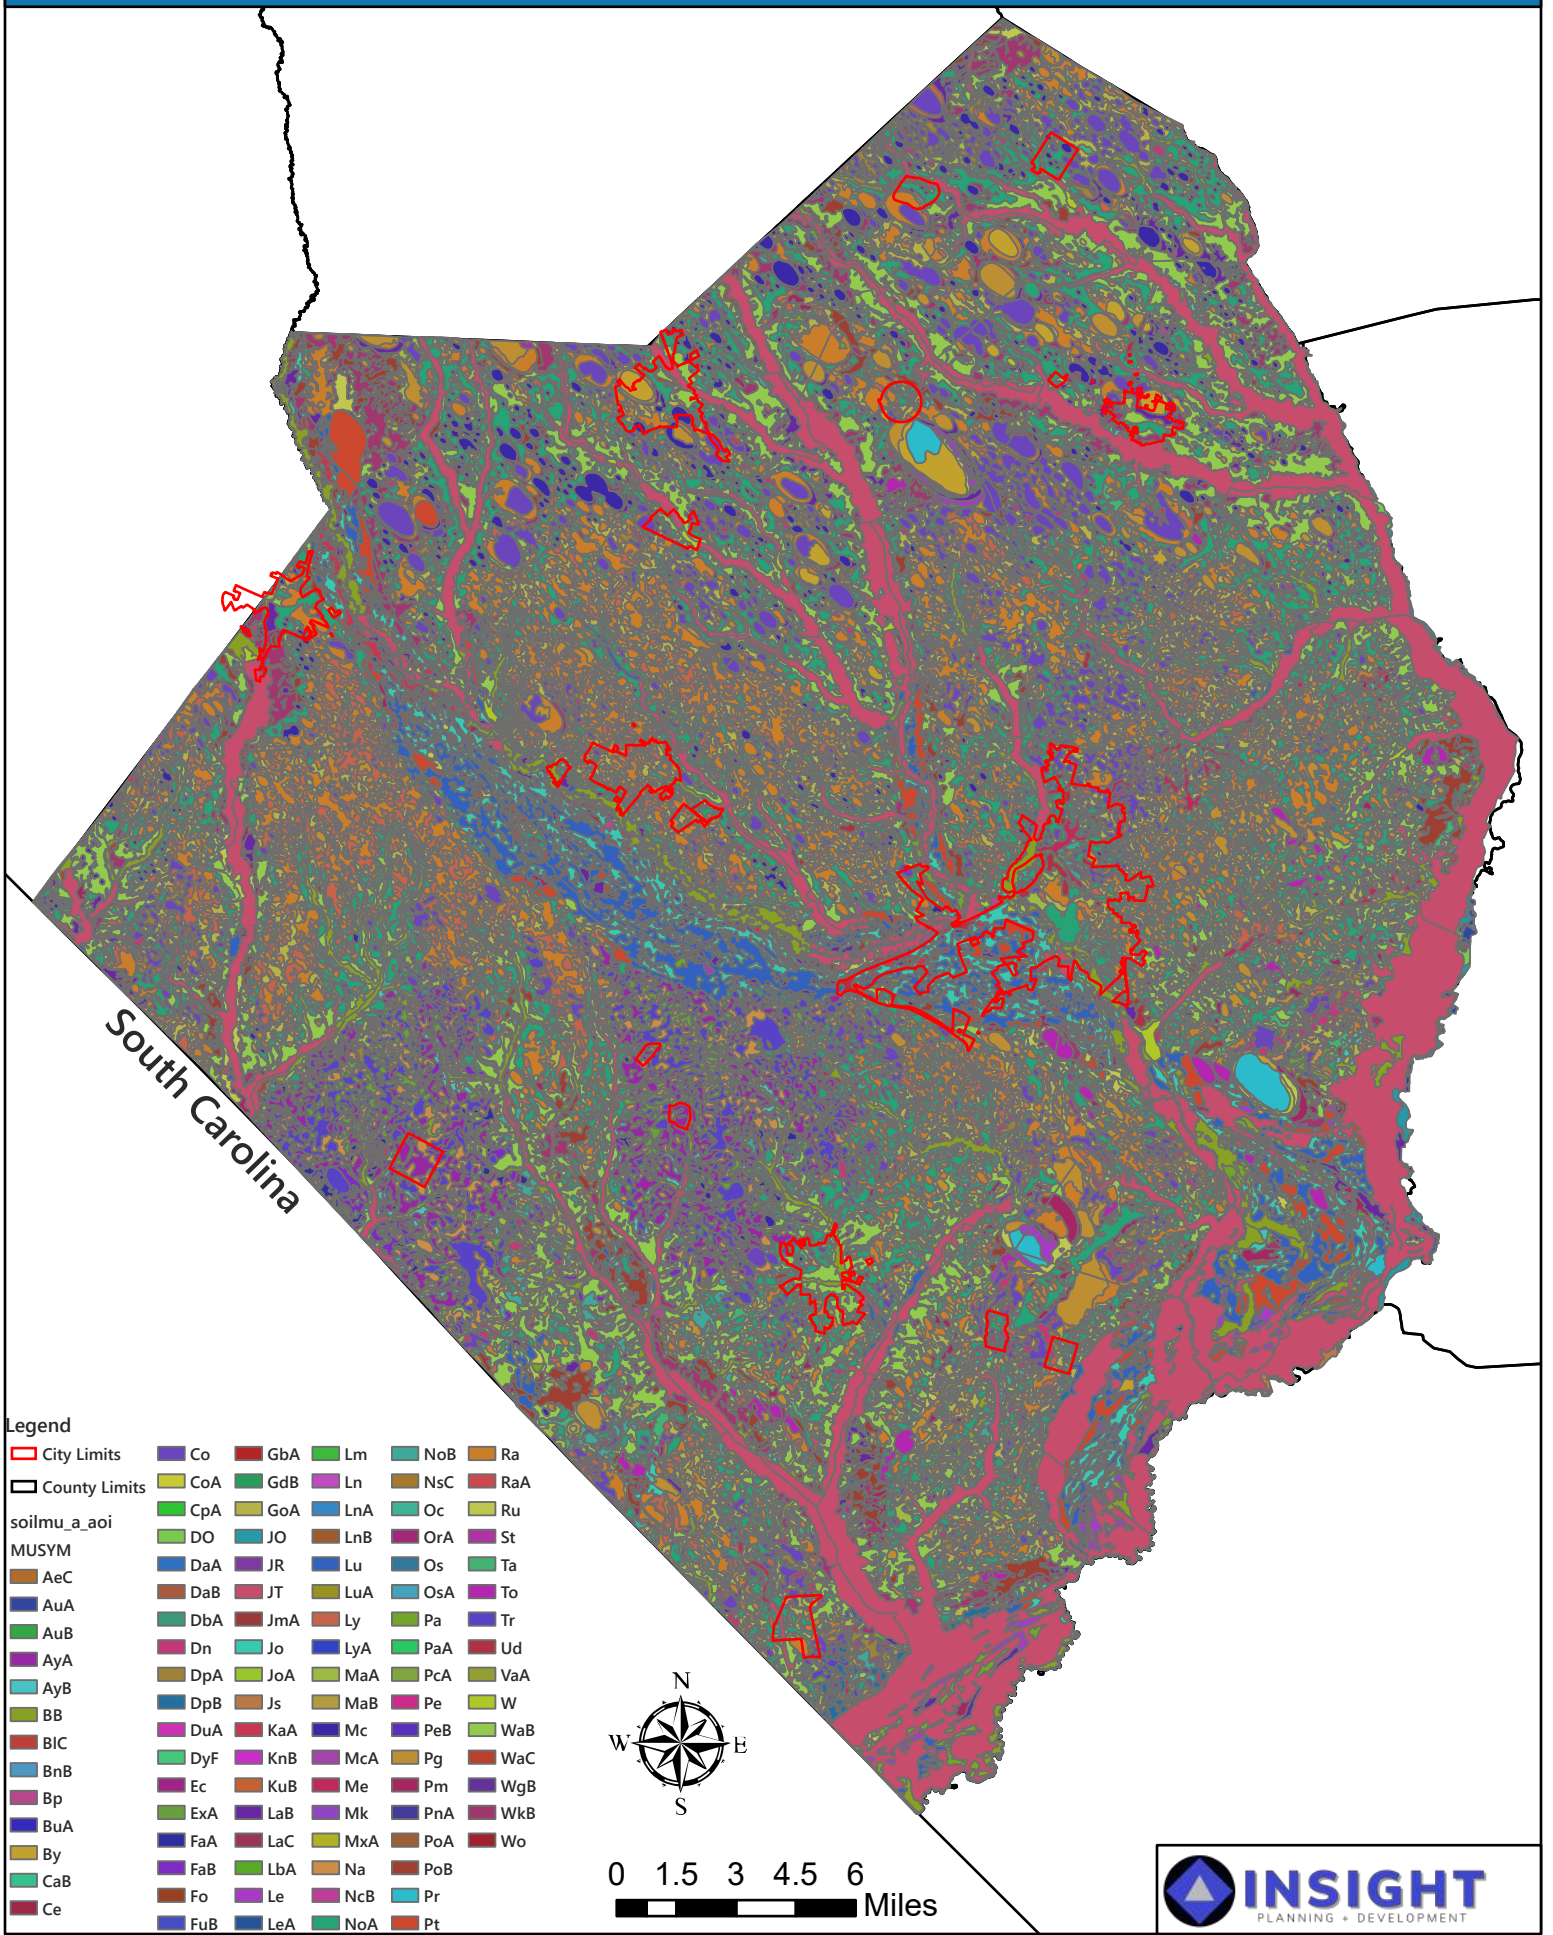 South Carolina
Legend
City Limits
County Limits
soilmu_a_aoi
MUSYM
AeC
AuA
AuB
AyA
AyB
BB
BlC
BnB
Bp
BuA
By
CaB
Ce
Co
CoA
CpA
DO
DaA
DaB
DbA
Dn
DpA
DpB
DuA
DyF
Ec
ExA
FaA
FaB
Fo
FuB
GbA
GdB
GoA
JO
JR
JT
JmA
Jo
JoA
Js
KaA
KnB
KuB
LaB
LaC
LbA
Le
LeA
Lm
Ln
LnA
LnB
Lu
LuA
Ly
LyA
MaA
MaB
Mc
McA
Me
Mk
MxA
Na
NcB
NoA
NoB
NsC
Oc
OrA
Os
OsA
Pa
PaA
PcA
Pe
PeB
Pg
Pm
PnA
PoA
PoB
Pr
Pt
Ra
RaA
Ru
St
Ta
To
Tr
Ud
VaA
W
WaB
WaC
WgB
WkB
Wo
N
W E
S
0 1.5 3 4.5 6
Miles
INSIGHT
PLANNING + DEVELOPMENT